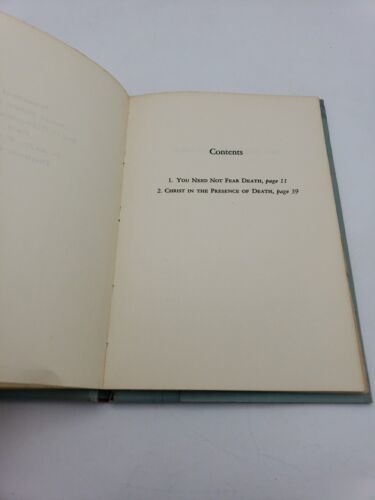 Contents
1. You Need Not Fear Death, page 11
2. Christ in the Presence of Death, page 39